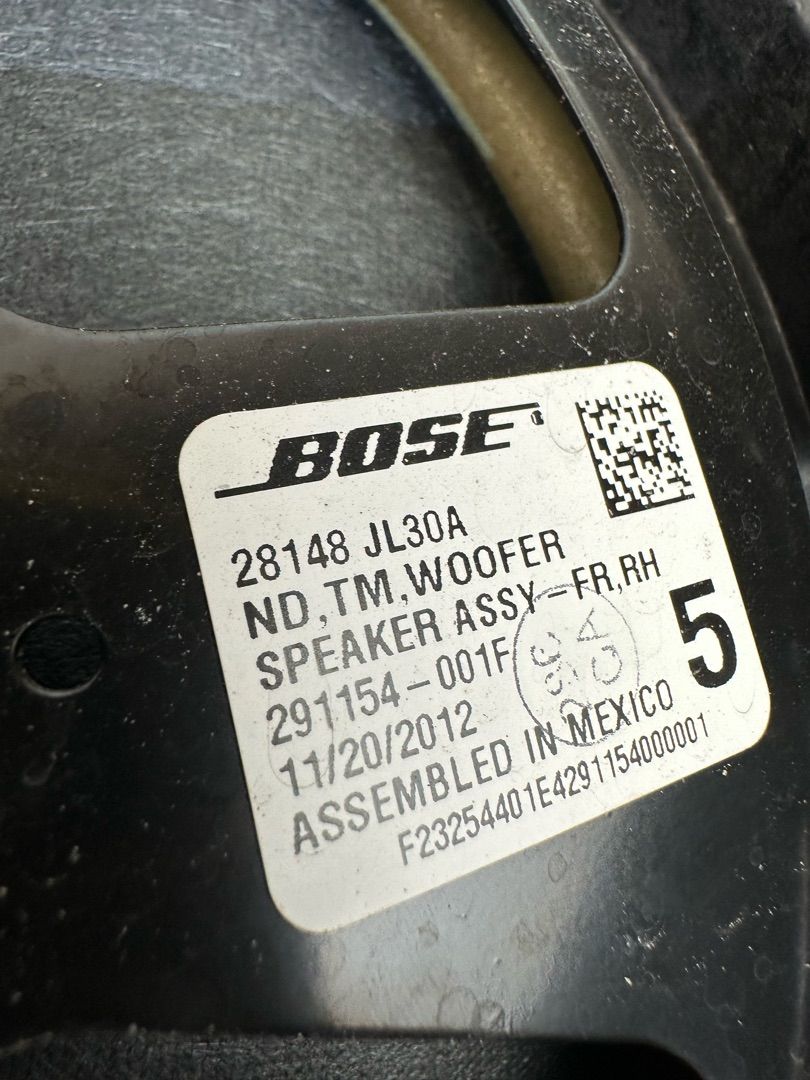 BOSE
28148 JL30A
ND,TM,WOOFER
SPEAKER ASSY-FR,RH
291154-001F
5
11/20/2012
ASSEMBLED IN MEXICO
F23254401E4291154000001